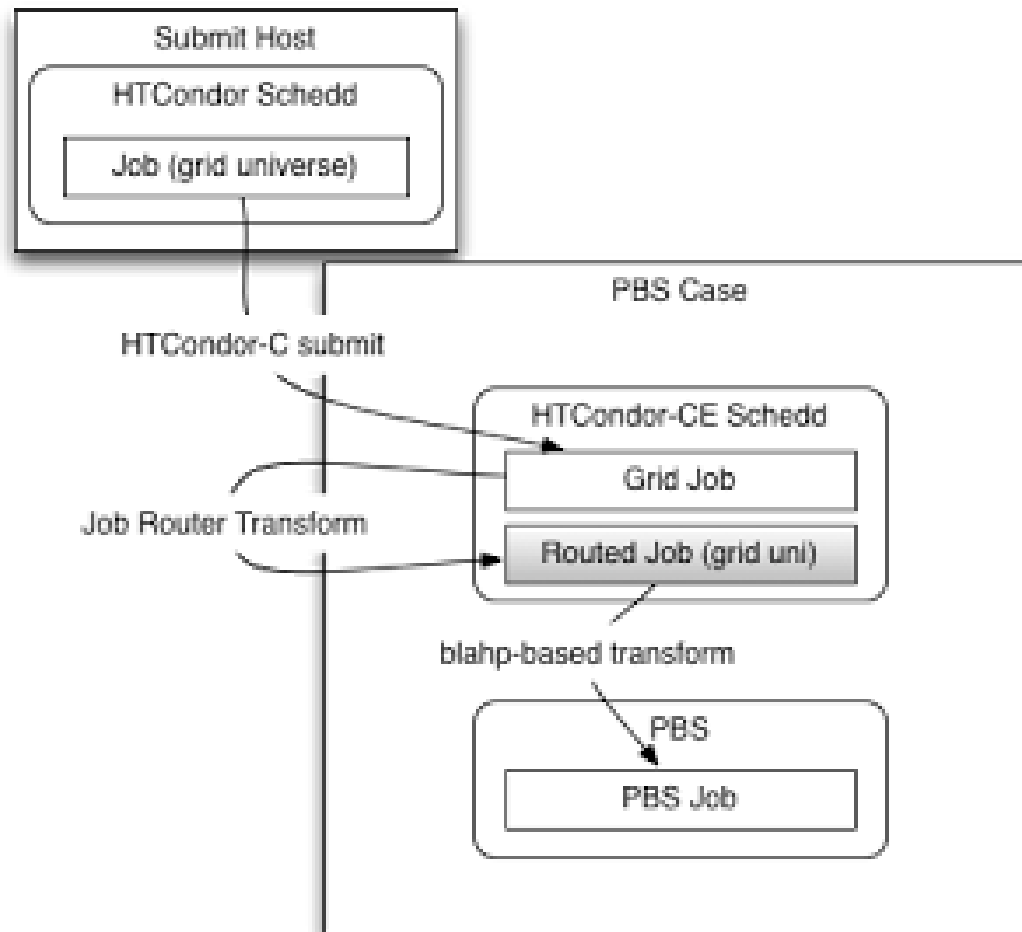 Submit Host
HTCondor Schedd
Job (grid universe)
PBS Case
HTCondor-C submit
HTCondor-CE Schedd
Grid Job
Job Router Transform
Routed Job (grid uni)
blahp-based transform
PBS
PBS Job